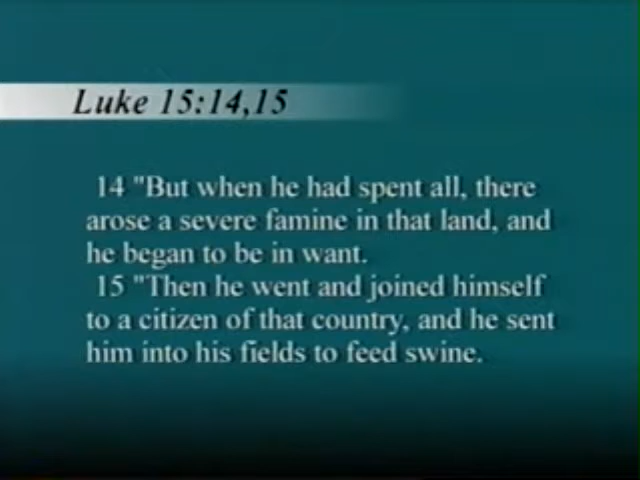 Luke 15:14,15
14 "But when he had spent all, there
arose a severe famine in that land, and
he began to be in want.
15 "Then he went and joined himself
to a citizen of that country, and he sent
him into his fields to feed swine.